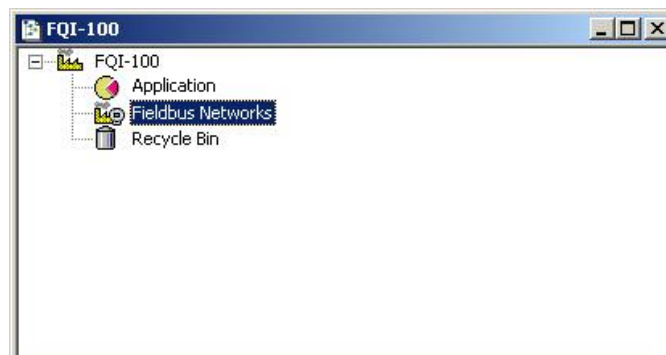 FQI-100
FQI-100
Application
Fieldbus Networks
Recycle Bin